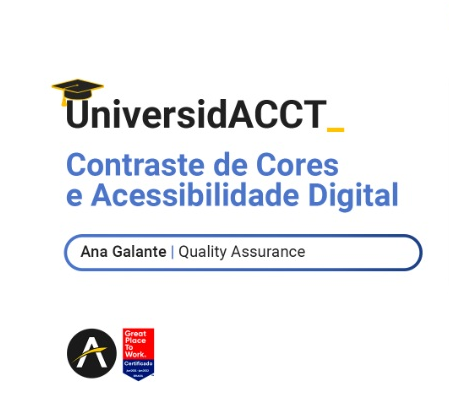 UniversidACCT_
Contraste de Cores
e Acessibilidade Digital
Ana Galante | Quality Assurance
Great
Place
To
Work.
Certificada